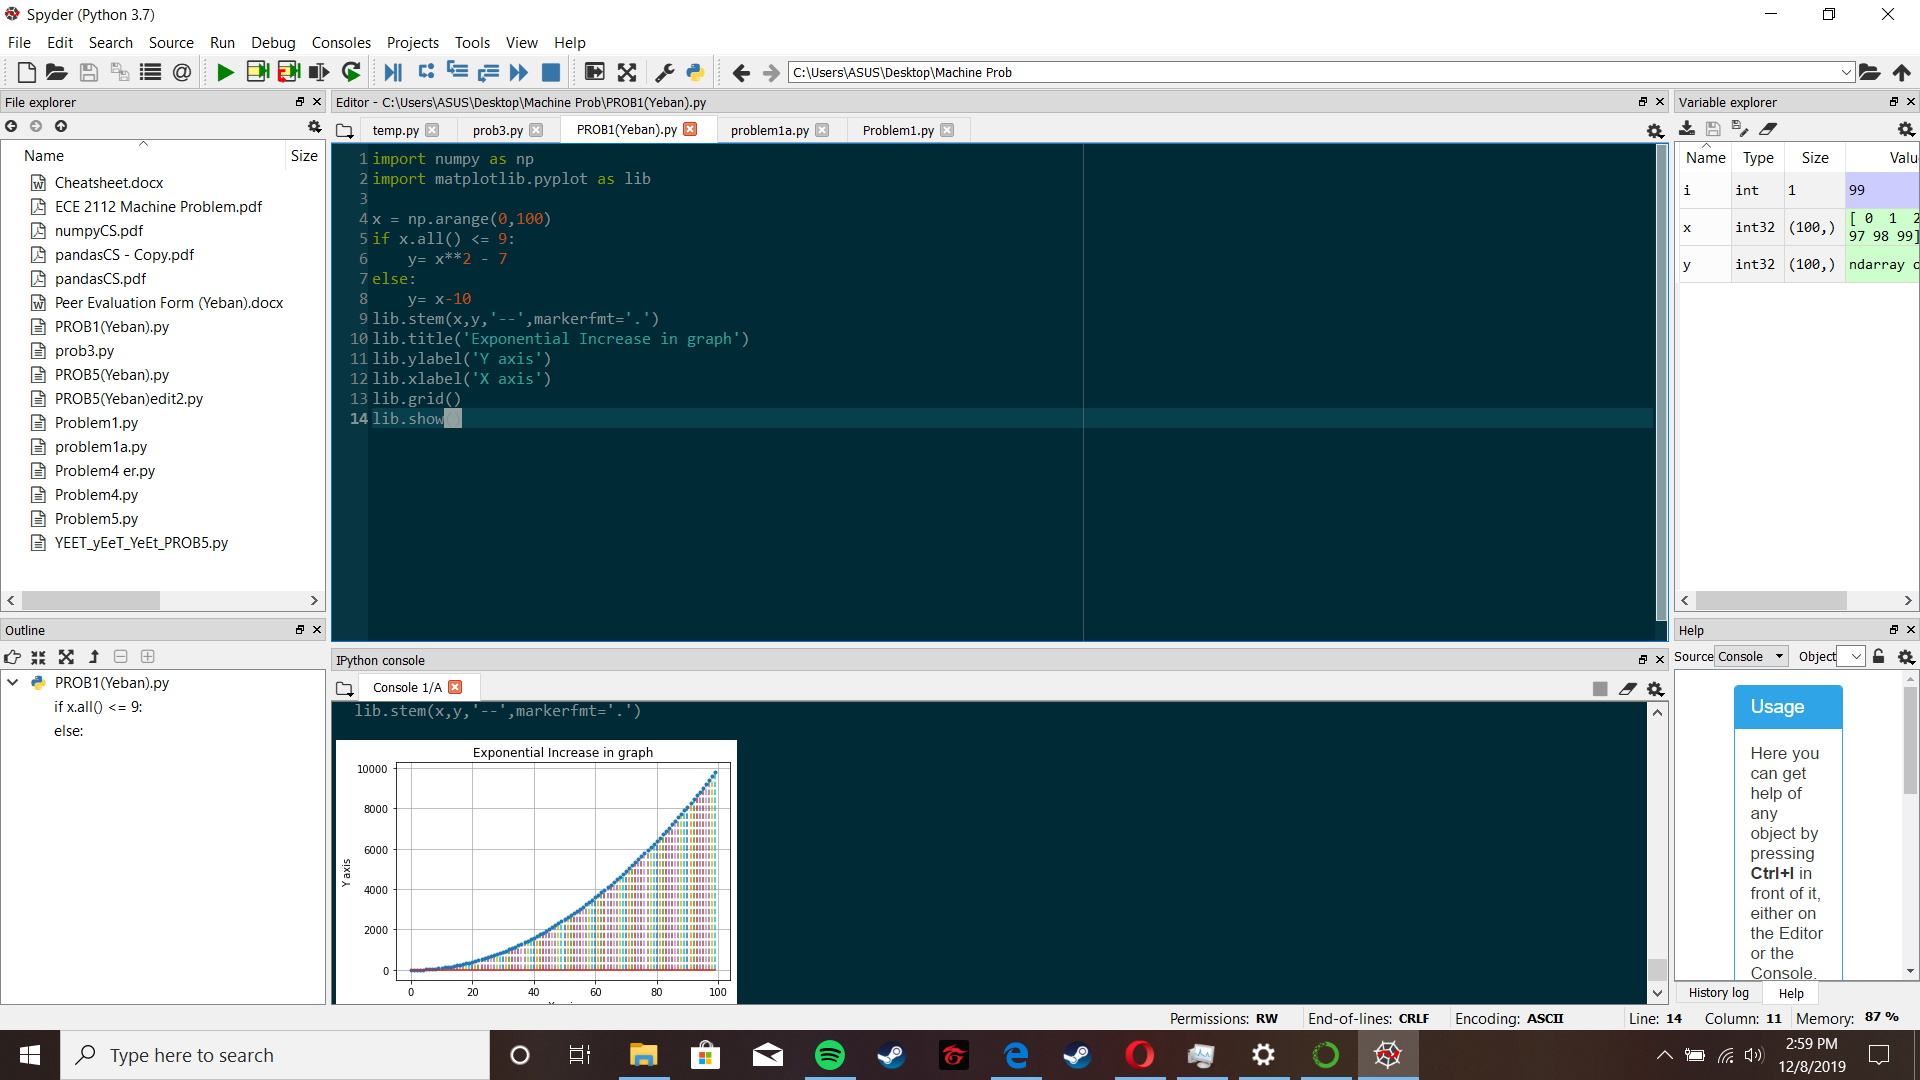 Spyder (Python 3.7)
File Edit Search Source Run Debug Consoles Projects Tools View Help
C:\Users\ASUS\Desktop\Machine Prob
File explorer
Name Size
Cheatsheet.docx
ECE 2112 Machine Problem.pdf
numpyCS.pdf
pandasCS - Copy.pdf
pandasCS.pdf
Peer Evaluation Form (Yeban).docx
PROB1(Yeban).py
prob3.py
PROB5(Yeban).py
PROB5(Yeban)edit2.py
Problem1.py
problem1a.py
Problem4 er.py
Problem4.py
Problem5.py
YEET_yEeT_YeEt_PROB5.py
Outline
PROB1(Yeban).py
if x.all() <= 9:
else:
Editor - C:\Users\ASUS\Desktop\Machine Prob\PROB1(Yeban).py
temp.py prob3.py PROB1(Yeban).py problem1a.py Problem1.py
1 import numpy as np
2 import matplotlib.pyplot as lib
3
4 x = np.arange(0,100)
5 if x.all() <= 9:
6     y= x**2 - 7
7 else:
8     y= x-10
9 lib.stem(x,y,'--',markerfmt='.')
10 lib.title('Exponential Increase in graph')
11 lib.ylabel('Y axis')
12 lib.xlabel('X axis')
13 lib.grid()
14 lib.show()
IPython console
Console 1/A
lib.stem(x,y,'--',markerfmt='.')
Exponential Increase in graph
10000
8000
6000
4000
2000
0
Y axis
0 20 40 60 80 100
Variable explorer
Name Type Size Valu
i int 1 99
x int32 (100,) [ 0 1 2
97 98 99]
y int32 (100,) ndarray o
Help
Source Console Object
Usage
Here you
can get
help of
any
object by
pressing
Ctrl+I in
front of it,
either on
the Editor
or the
Console.
History log Help
Permissions: RW End-of-lines: CRLF Encoding: ASCII Line: 14 Column: 11 Memory: 87 %
Type here to search
2:59 PM
12/8/2019